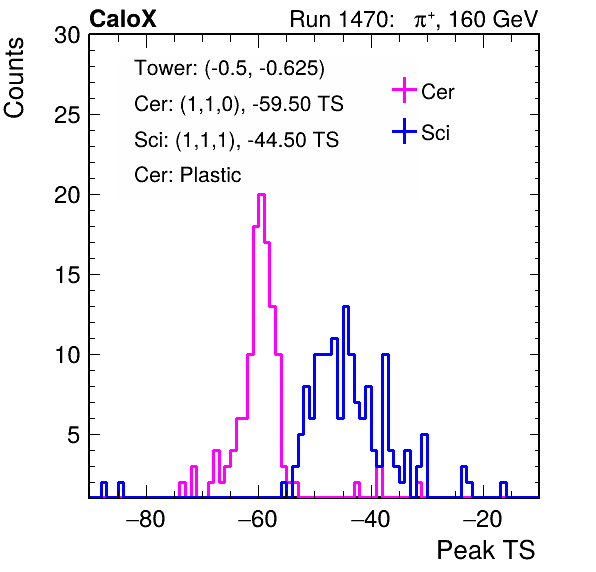 CaloX Run 1470: π⁺, 160 GeV
Counts
30
25
20
15
10
5
Tower: (-0.5, -0.625)
Cer: (1,1,0), -59.50 TS
Sci: (1,1,1), -44.50 TS
Cer: Plastic
Cer
Sci
−80 −60 −40 −20
Peak TS